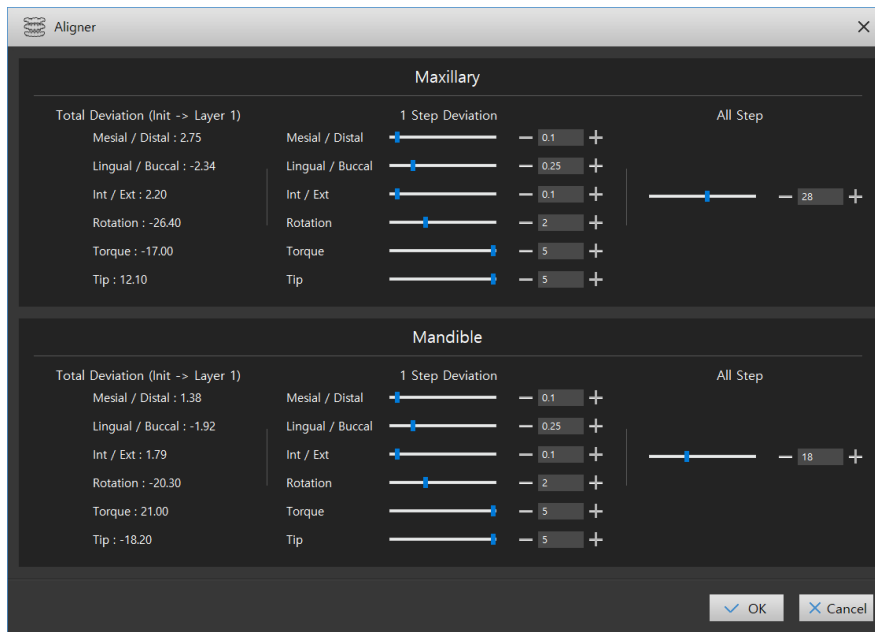 Aligner
Maxillary
Total Deviation (Init -> Layer 1) 1 Step Deviation All Step
Mesial / Distal : 2.75 Mesial / Distal 0.1
Lingual / Buccal : -2.34 Lingual / Buccal 0.25
Int / Ext : 2.20 Int / Ext 0.1 28
Rotation : -26.40 Rotation 2
Torque : -17.00 Torque 5
Tip : 12.10 Tip 5
Mandible
Total Deviation (Init -> Layer 1) 1 Step Deviation All Step
Mesial / Distal : 1.38 Mesial / Distal 0.1
Lingual / Buccal : -1.92 Lingual / Buccal 0.25
Int / Ext : 1.79 Int / Ext 0.1 18
Rotation : -20.30 Rotation 2
Torque : 21.00 Torque 5
Tip : -18.20 Tip 5
OK Cancel